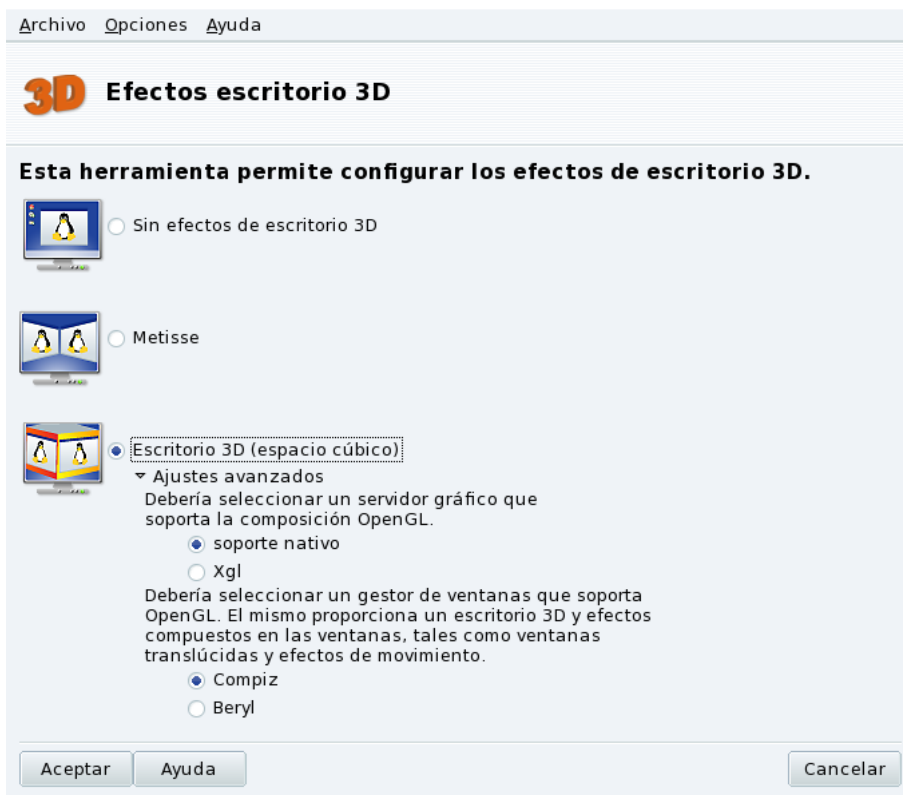 Archivo Opciones Ayuda
3D Efectos escritorio 3D
Esta herramienta permite configurar los efectos de escritorio 3D.
Sin efectos de escritorio 3D
Metisse
Escritorio 3D (espacio cúbico)
Ajustes avanzados
Debería seleccionar un servidor gráfico que
soporta la composición OpenGL.
soporte nativo
Xgl
Debería seleccionar un gestor de ventanas que soporta
OpenGL. El mismo proporciona un escritorio 3D y efectos
compuestos en las ventanas, tales como ventanas
translúcidas y efectos de movimiento.
Compiz
Beryl
Aceptar Ayuda Cancelar